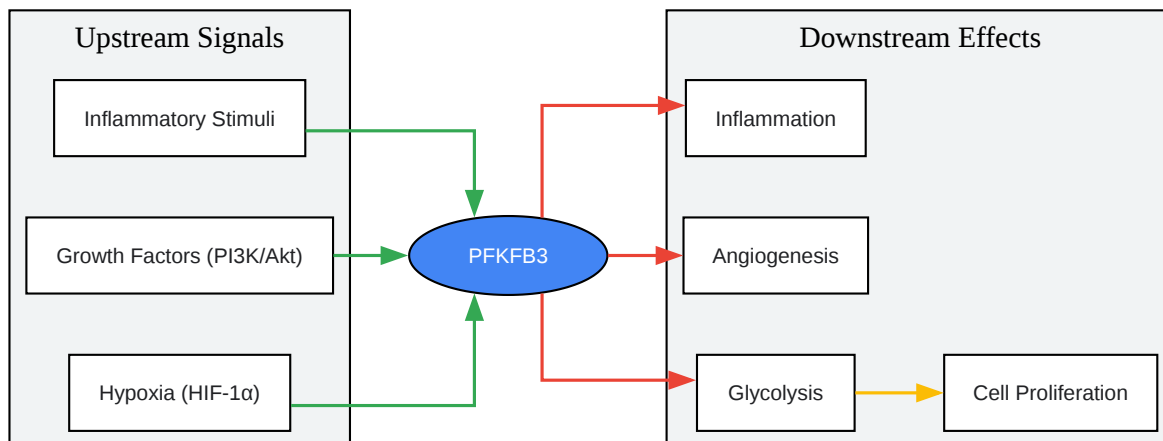 Upstream Signals
Downstream Effects
Inflammatory Stimuli
Inflammation
Growth Factors (PI3K/Akt)
PFKFB3
Angiogenesis
Hypoxia (HIF-1α)
Glycolysis
Cell Proliferation